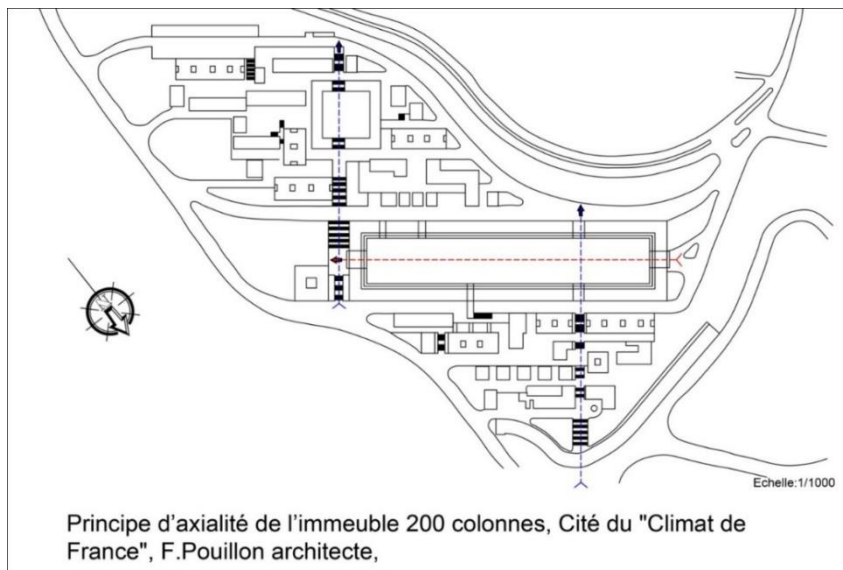 Echelle:1/1000
Principe d’axialité de l’immeuble 200 colonnes, Cité du "Climat de
France", F.Pouillon architecte,